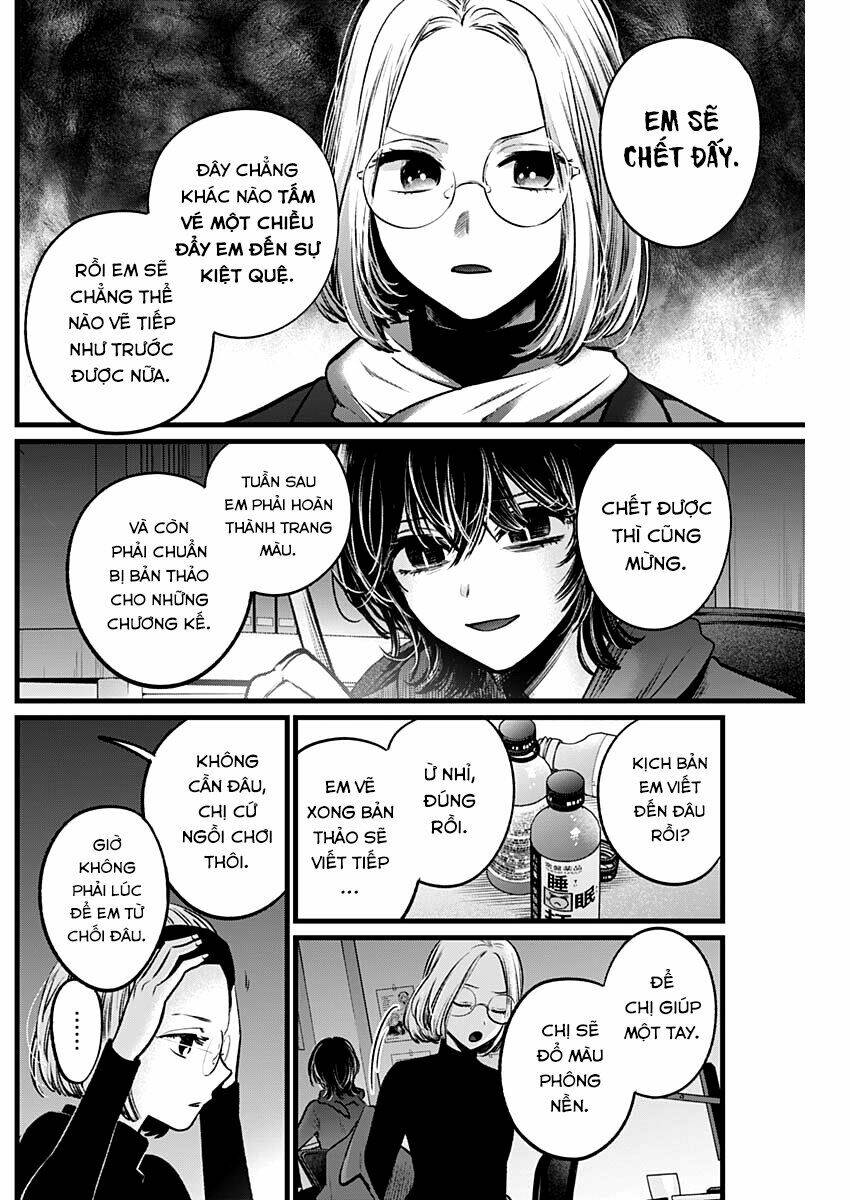 EM SẼ
CHẾT ĐẤY.
ĐÂY CHẲNG
KHÁC NÀO TẤM
VÉ MỘT CHIỀU
ĐẨY EM ĐẾN SỰ
KIỆT QUỆ.
RỒI EM SẼ
CHẲNG THỂ
NÀO VẼ TIẾP
NHƯ TRƯỚC
ĐƯỢC NỮA.
CHẾT ĐƯỢC
THÌ CŨNG
MỪNG.
TUẦN SAU
EM PHẢI HOÀN
THÀNH TRANG
MÀU.
VÀ CÒN
PHẢI CHUẨN
BỊ BẢN THẢO
CHO NHỮNG
CHƯƠNG KẾ.
KỊCH BẢN
EM VIẾT
ĐẾN ĐÂU
RỒI?
Ừ NHỈ,
ĐÚNG
RỒI.
EM VẼ
XONG BẢN
THẢO SẼ
VIẾT TIẾP
...
睡眠
打
ĐỂ
CHỊ GIÚP
MỘT TAY.
CHỊ SẼ
ĐỔ MÀU
PHÔNG
NỀN.
KHÔNG
CẦN ĐÂU,
CHỊ CỨ
NGỒI CHƠI
THÔI.
GIỜ
KHÔNG
PHẢI LÚC
ĐỂ EM TỪ
CHỐI ĐÂU.
......